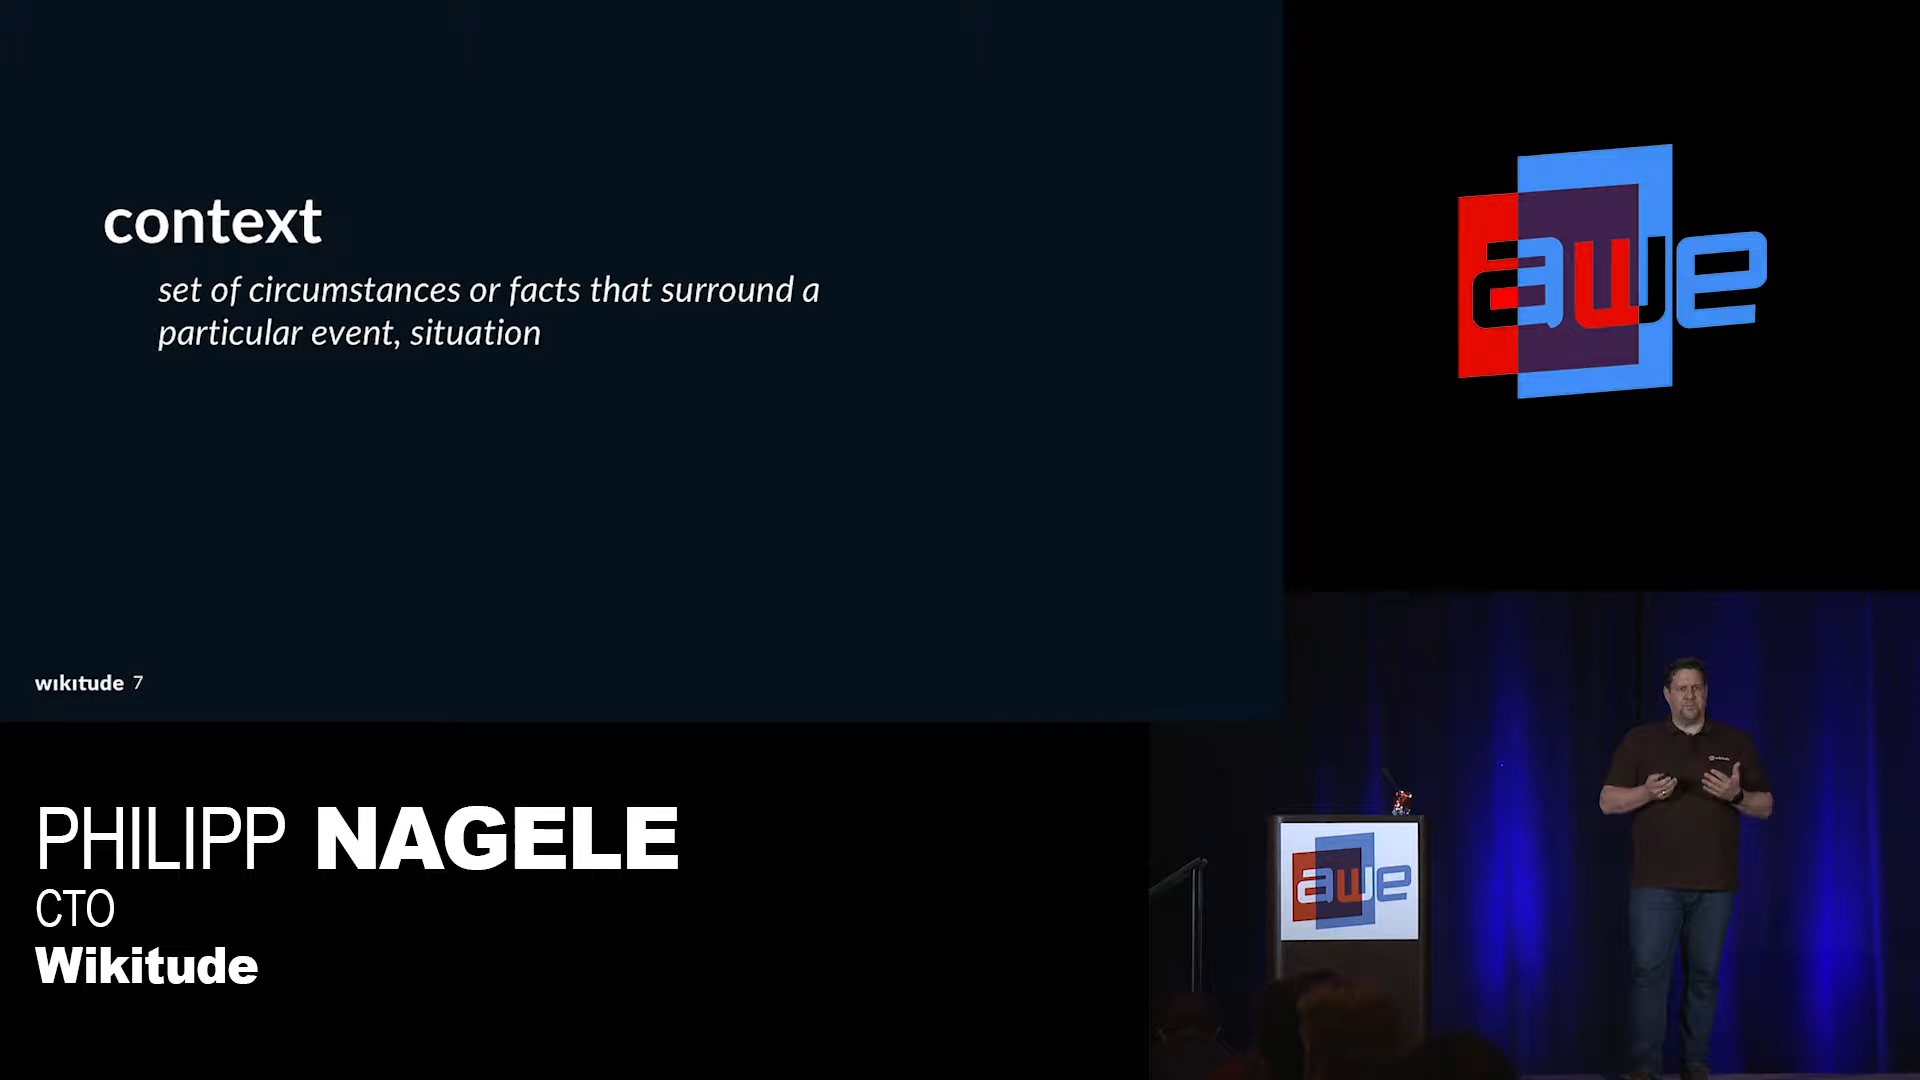 context
set of circumstances or facts that surround a
particular event, situation
wikitude 7
awe
PHILIPP NAGELE
CTO
Wikitude
awe